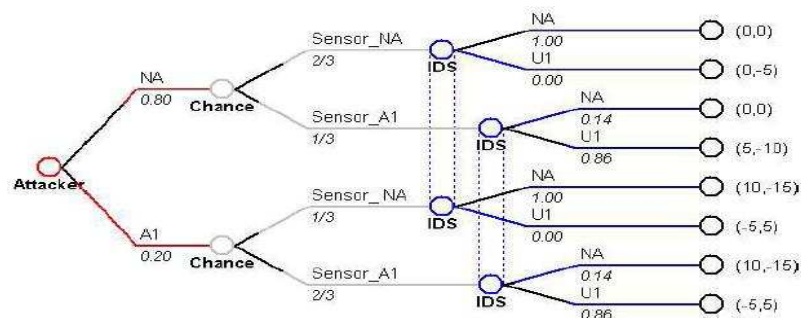 NA
(0,0)
Sensor_NA
1.00
U1
2/3
IDS
0.00
(0,-5)
NA
0.80
Chance
NA
(0,0)
Sensor_A1
0.14
U1
1/3
IDS
0.86
(5,-10)
Attacker
NA
(10,-15)
Sensor_NA
1.00
U1
1/3
IDS
0.00
(-5,5)
A1
0.20
Chance
NA
(10,-15)
Sensor_A1
0.14
U1
2/3
IDS
0.86
(-5,5)